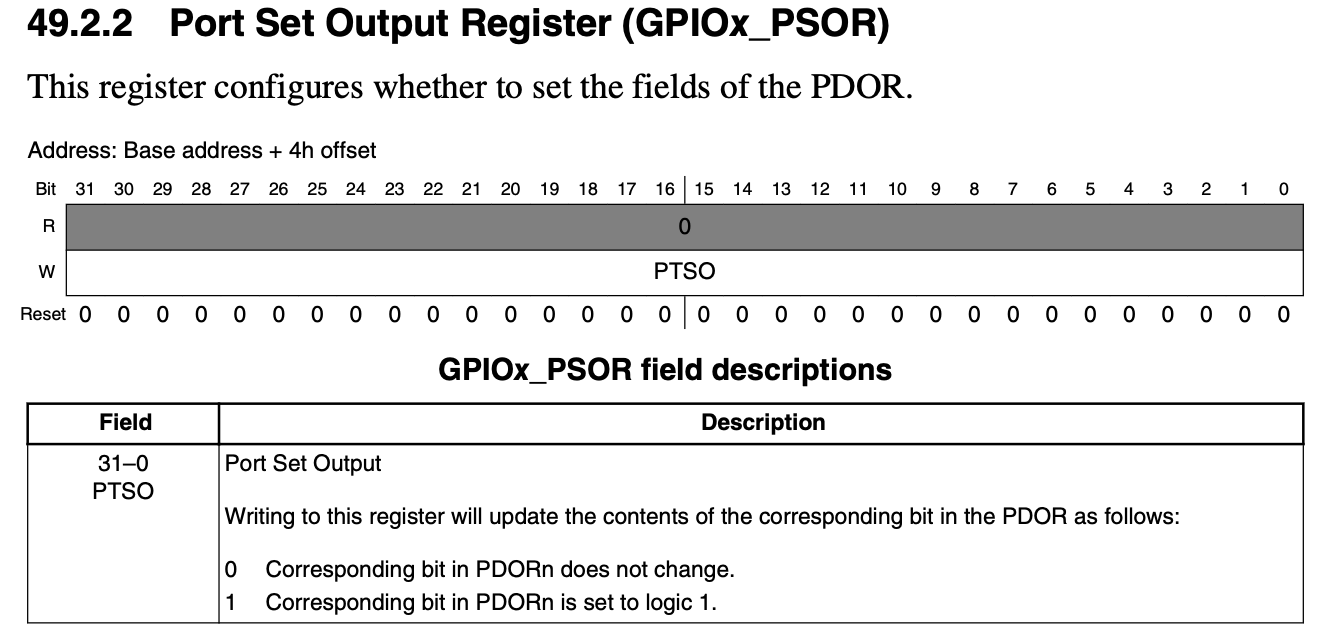 49.2.2 Port Set Output Register (GPIOx_PSOR)
This register configures whether to set the fields of the PDOR.
Address: Base address + 4h offset
Bit 31 30 29 28 27 26 25 24 23 22 21 20 19 18 17 16 15 14 13 12 11 10 9 8 7 6 5 4 3 2 1 0
R 0
W PTSO
Reset 0 0 0 0 0 0 0 0 0 0 0 0 0 0 0 0 0 0 0 0 0 0 0 0 0 0 0 0 0 0 0 0
GPIOx_PSOR field descriptions
Field Description
31–0 Port Set Output
PTSO
Writing to this register will update the contents of the corresponding bit in the PDOR as follows:
0 Corresponding bit in PDORn does not change.
1 Corresponding bit in PDORn is set to logic 1.